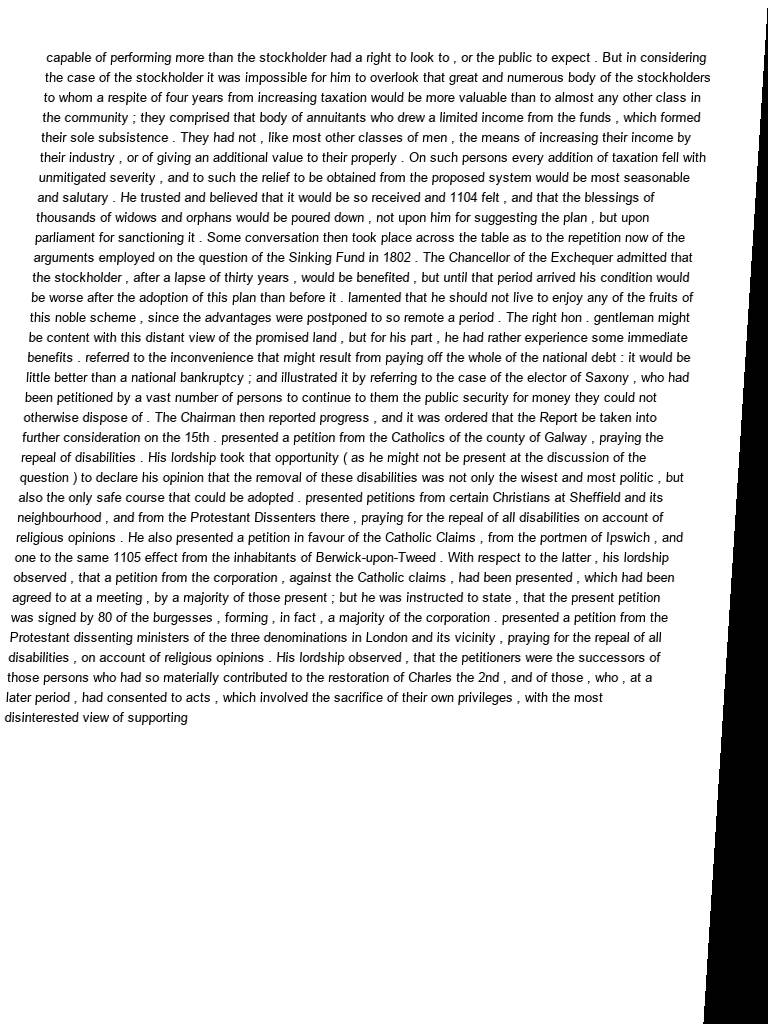 capable of performing more than the stockholder had a right to look to , or the public to expect . But in considering
the case of the stockholder it was impossible for him to overlook that great and numerous body of the stockholders
to whom a respite of four years from increasing taxation would be more valuable than to almost any other class in
the community ; they comprised that body of annuitants who drew a limited income from the funds , which formed
their sole subsistence . They had not , like most other classes of men , the means of increasing their income by
their industry , or of giving an additional value to their properly . On such persons every addition of taxation fell with
unmitigated severity , and to such the relief to be obtained from the proposed system would be most seasonable
and salutary . He trusted and believed that it would be so received and 1104 felt , and that the blessings of
thousands of widows and orphans would be poured down , not upon him for suggesting the plan , but upon
parliament for sanctioning it . Some conversation then took place across the table as to the repetition now of the
arguments employed on the question of the Sinking Fund in 1802 . The Chancellor of the Exchequer admitted that
the stockholder , after a lapse of thirty years , would be benefited , but until that period arrived his condition would
be worse after the adoption of this plan than before it . lamented that he should not live to enjoy any of the fruits of
this noble scheme , since the advantages were postponed to so remote a period . The right hon . gentleman might
be content with this distant view of the promised land , but for his part , he had rather experience some immediate
benefits . referred to the inconvenience that might result from paying off the whole of the national debt : it would be
little better than a national bankruptcy ; and illustrated it by referring to the case of the elector of Saxony , who had
been petitioned by a vast number of persons to continue to them the public security for money they could not
otherwise dispose of . The Chairman then reported progress , and it was ordered that the Report be taken into
further consideration on the 15th . presented a petition from the Catholics of the county of Galway , praying the
repeal of disabilities . His lordship took that opportunity ( as he might not be present at the discussion of the
question ) to declare his opinion that the removal of these disabilities was not only the wisest and most politic , but
also the only safe course that could be adopted . presented petitions from certain Christians at Sheffield and its
neighbourhood , and from the Protestant Dissenters there , praying for the repeal of all disabilities on account of
religious opinions . He also presented a petition in favour of the Catholic Claims , from the portmen of Ipswich , and
one to the same 1105 effect from the inhabitants of Berwick-upon-Tweed . With respect to the latter , his lordship
observed , that a petition from the corporation , against the Catholic claims , had been presented , which had been
agreed to at a meeting , by a majority of those present ; but he was instructed to state , that the present petition
was signed by 80 of the burgesses , forming , in fact , a majority of the corporation . presented a petition from the
Protestant dissenting ministers of the three denominations in London and its vicinity , praying for the repeal of all
disabilities , on account of religious opinions . His lordship observed , that the petitioners were the successors of
those persons who had so materially contributed to the restoration of Charles the 2nd , and of those , who , at a
later period , had consented to acts , which involved the sacrifice of their own privileges , with the most
disinterested view of supporting